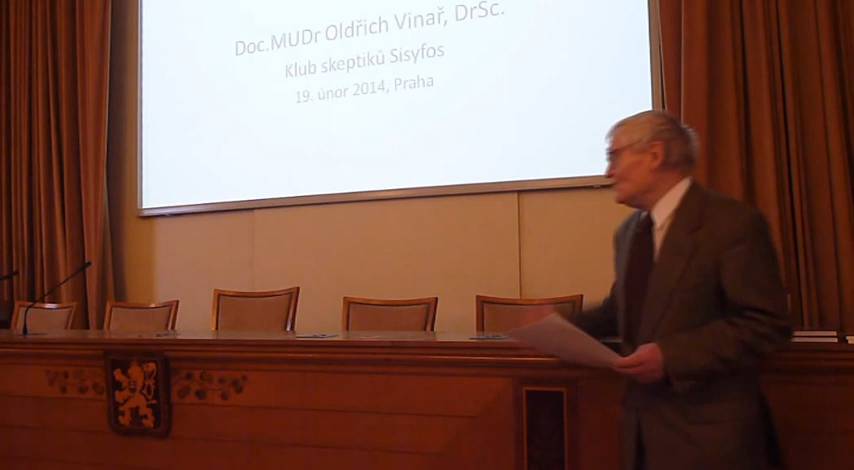 Doc.MUDr Oldřich Vinař, DrSc.
Klub skeptiků Sisyfos
19. únor 2014, Praha